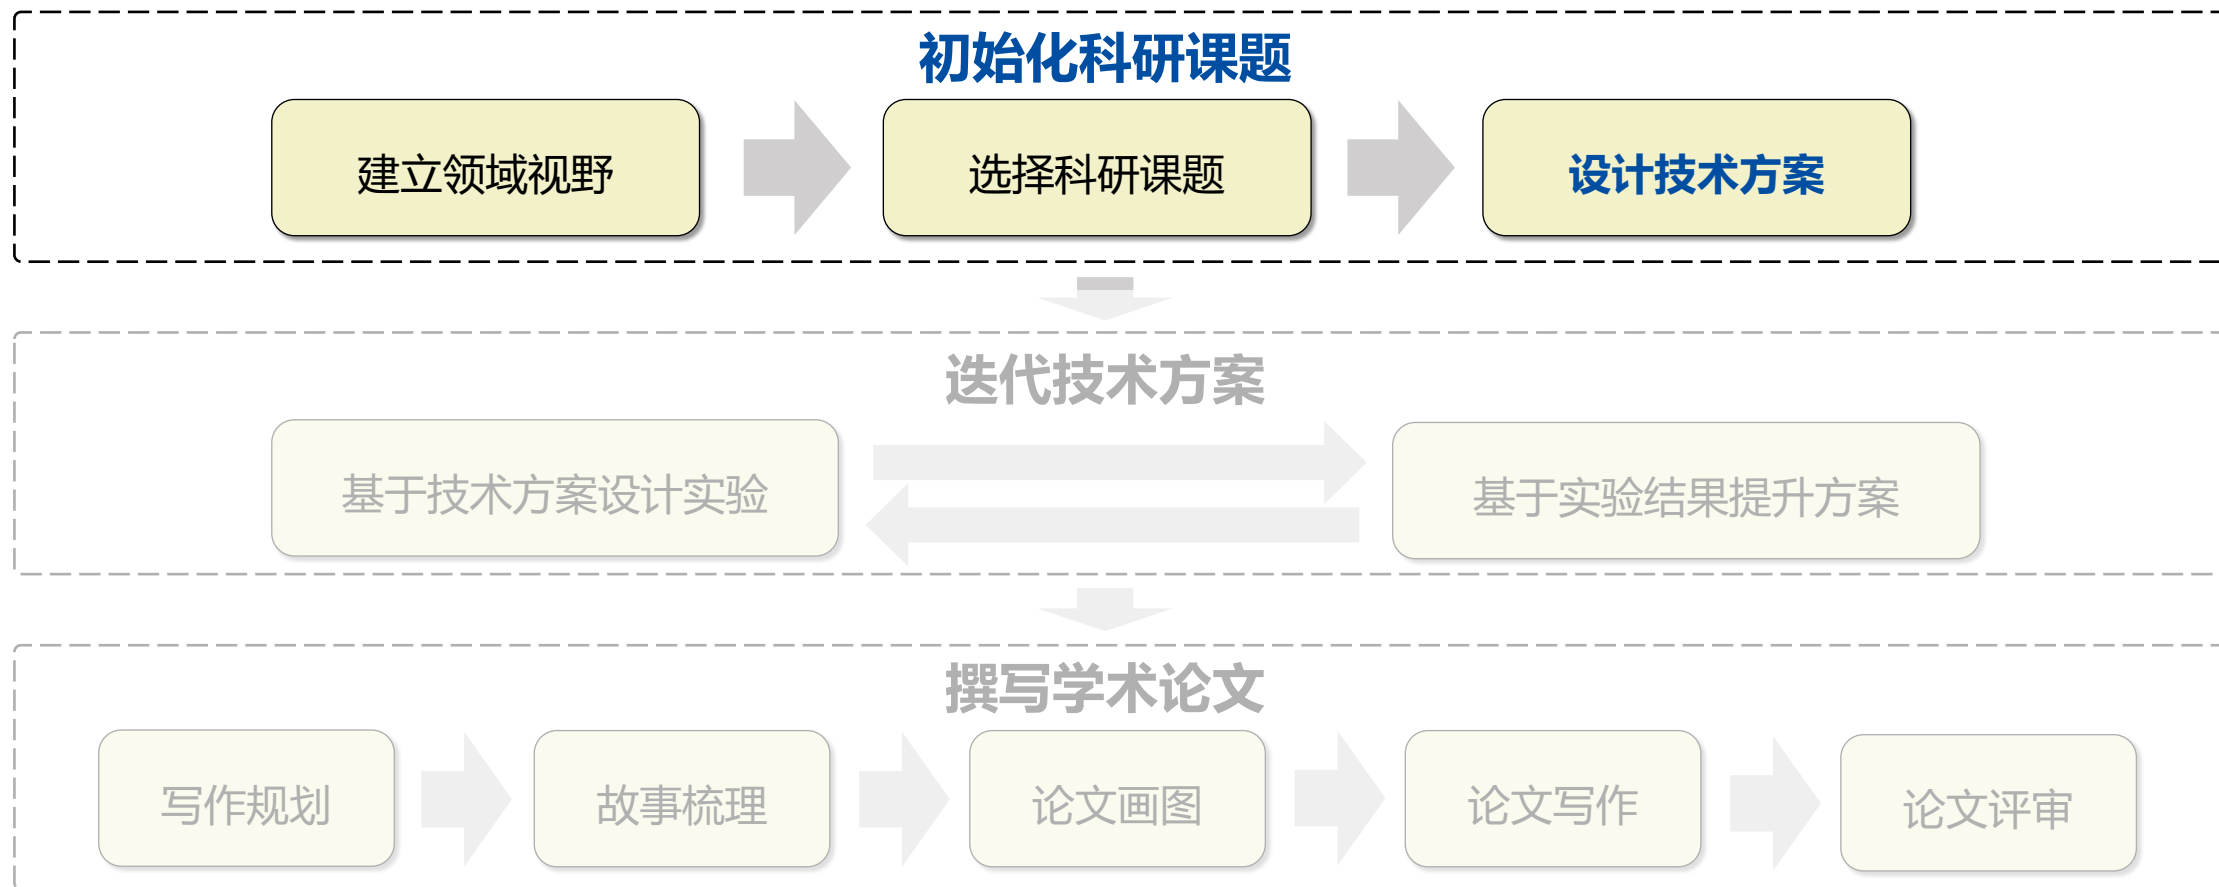 初始化科研课题
建立领域视野
选择科研课题
设计技术方案
迭代技术方案
基于技术方案设计实验
基于实验结果提升方案
撰写学术论文
写作规划
故事梳理
论文画图
论文写作
论文评审